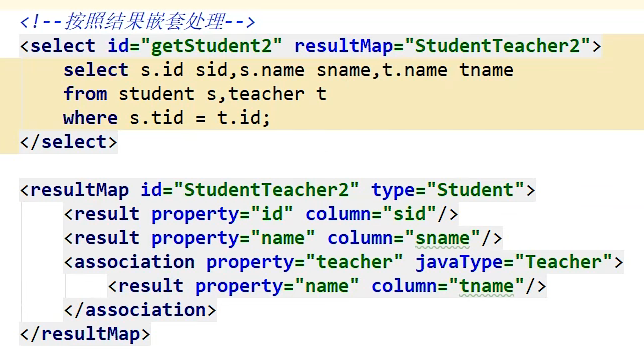 <!--按照结果嵌套处理-->
<select id="getStudent2" resultMap="StudentTeacher2">
    select s.id sid,s.name sname,t.name tname
    from student s,teacher t
    where s.tid = t.id;
</select>

<resultMap id="StudentTeacher2" type="Student">
    <result property="id" column="sid"/>
    <result property="name" column="sname"/>
    <association property="teacher" javaType="Teacher">
        <result property="name" column="tname"/>
    </association>
</resultMap>